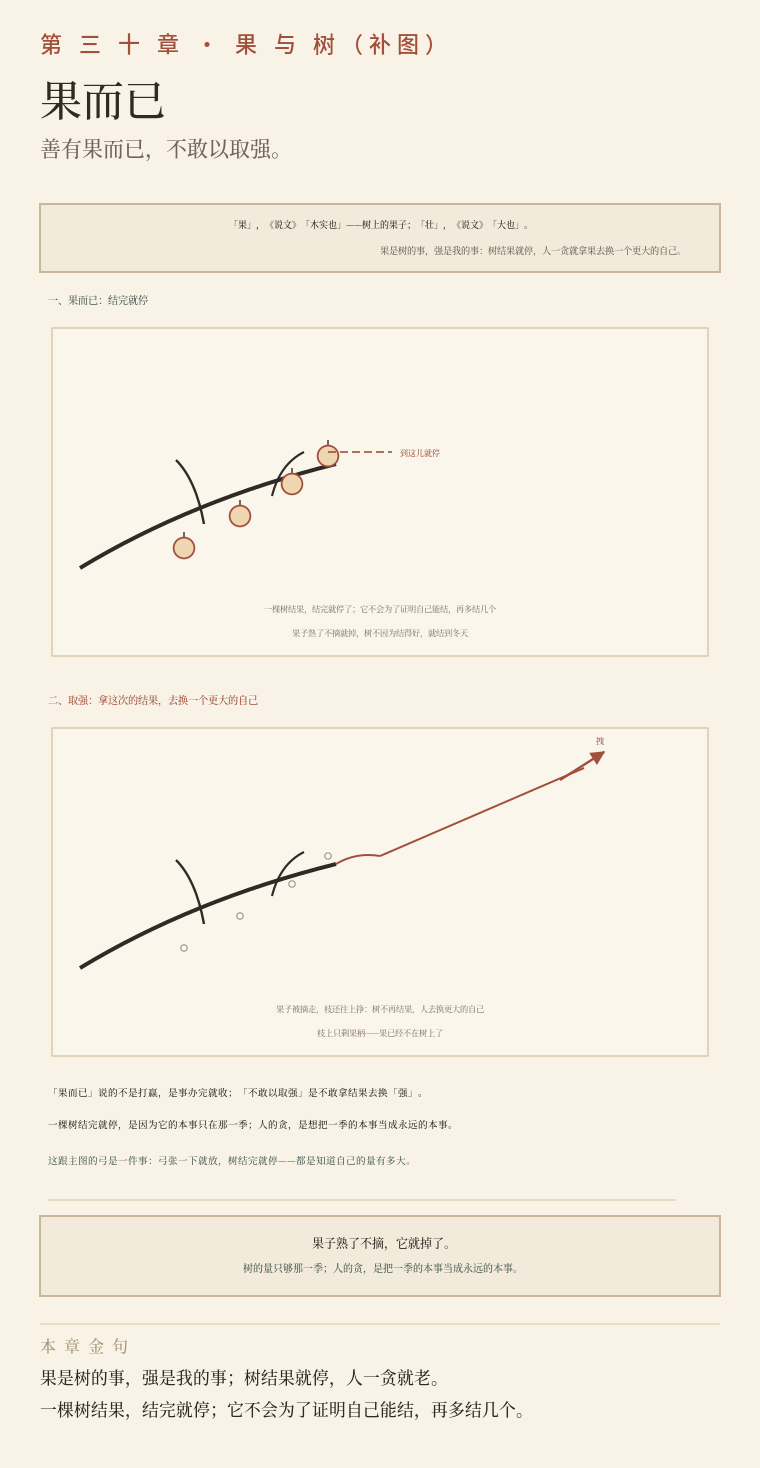 第三十章·果与树（补图）
果而已
善有果而已，不敢以取强。
「果」，《说文》「木实也」——树上的果子；「壮」，《说文》「大也」。
果是树的事，强是我的事：树结果就停，人一贪就拿果去换一个更大的自己。
一、果而已：结完就停
到这儿就停
一棵树结果，结完就停了；它不会为了证明自己能结，再多结几个
果子熟了不摘就掉，树不因为结得好，就结到冬天
二、取强：拿这次的结果，去换一个更大的自己
拽
果子被摘走，枝还往上挣：树不再结果，人去换更大的自己
枝上只剩果柄——果已经不在树上了
「果而已」说的不是打赢，是事办完就收；「不敢以取强」是不敢拿结果去换「强」。
一棵树结完就停，是因为它的本事只在那一季；人的贪，是想把一季的本事当成永远的本事。
这跟主图的弓是一件事：弓张一下就放，树结完就停——都是知道自己的量有多大。
果子熟了不摘，它就掉了。
树的量只够那一季；人的贪，是把一季的本事当成永远的本事。
本章金句
果是树的事，强是我的事；树结果就停，人一贪就老。
一棵树结果，结完就停；它不会为了证明自己能结，再多结几个。